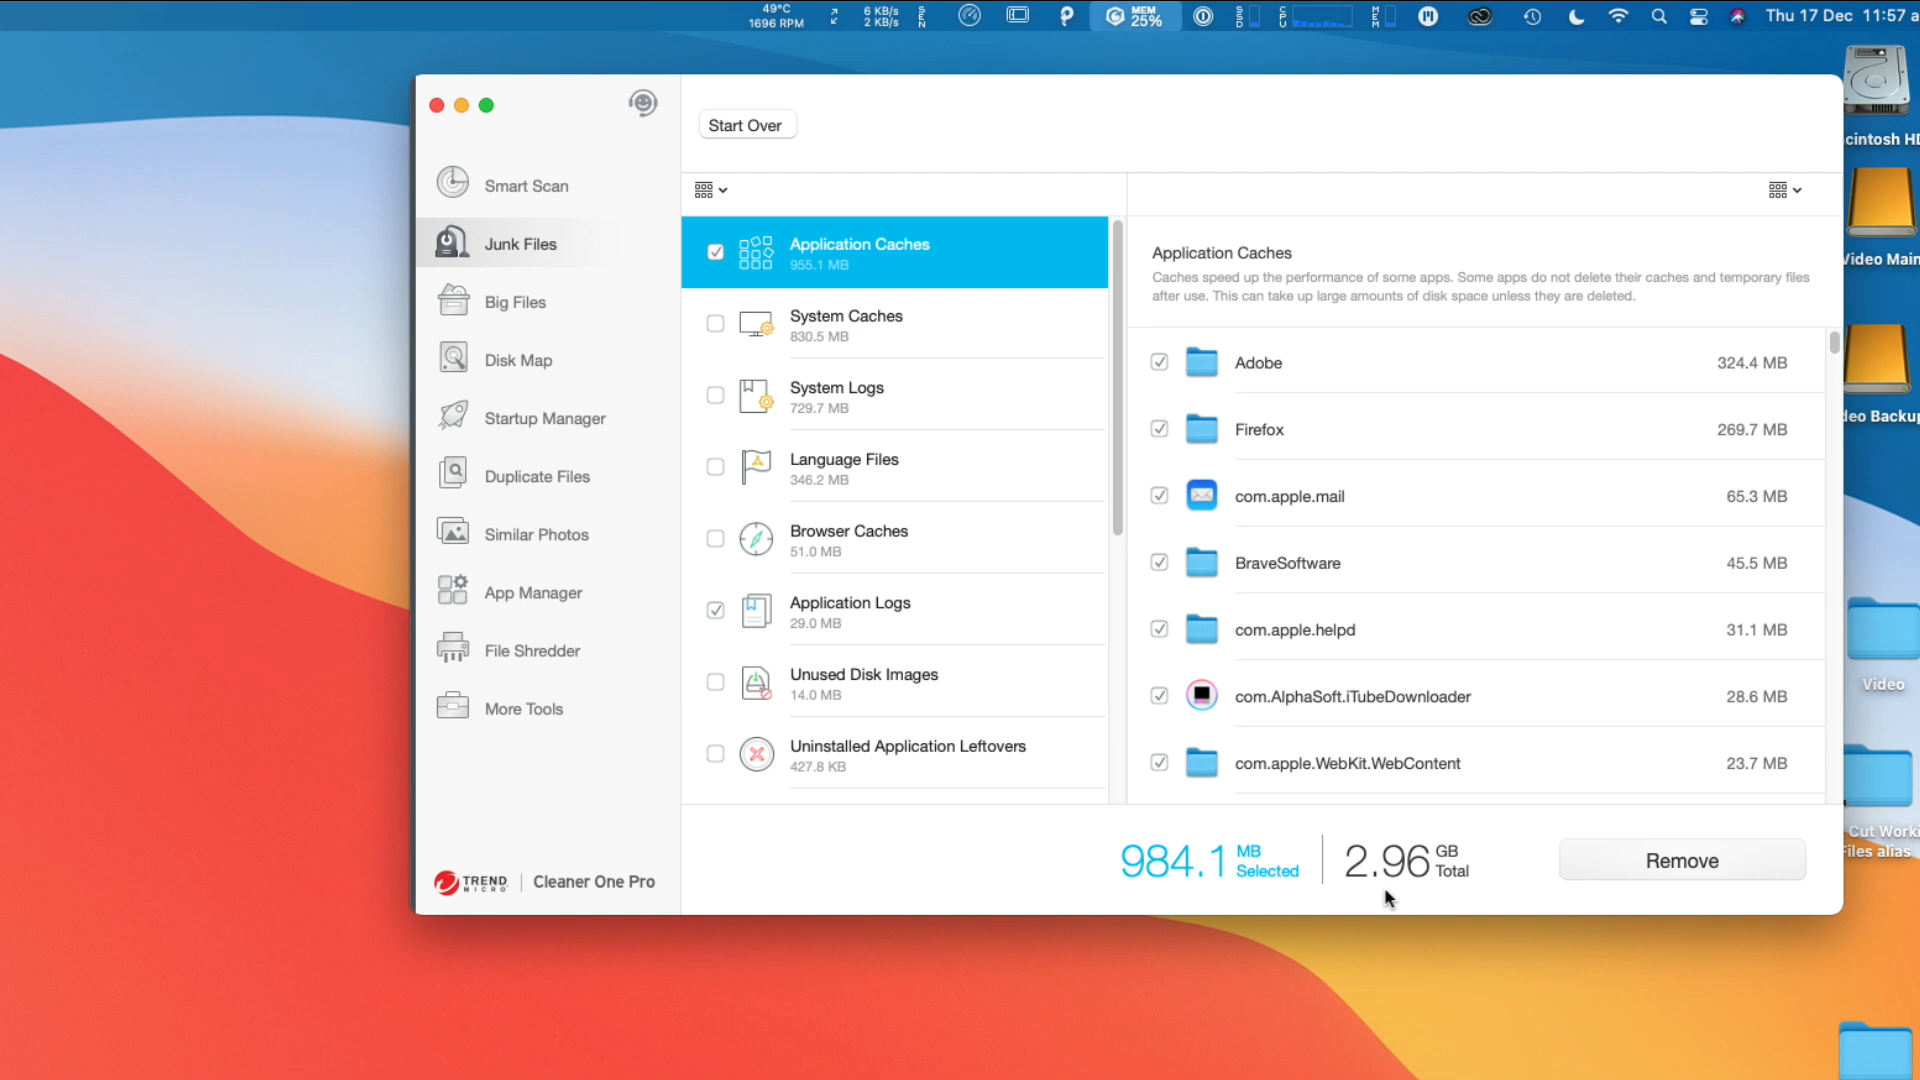 49°C
1696 RPM
6 KB/s
2 KB/s
SEN
MEM
25%
SSD
CPU
MEM
Thu 17 Dec 11:57 a
Start Over
Smart Scan
Junk Files
Big Files
Disk Map
Startup Manager
Duplicate Files
Similar Photos
App Manager
File Shredder
More Tools
TREND
MICRO
Cleaner One Pro
Application Caches
955.1 MB
System Caches
830.5 MB
System Logs
729.7 MB
Language Files
346.2 MB
Browser Caches
51.0 MB
Application Logs
29.0 MB
Unused Disk Images
14.0 MB
Uninstalled Application Leftovers
427.8 KB
Application Caches
Caches speed up the performance of some apps. Some apps do not delete their caches and temporary files
after use. This can take up large amounts of disk space unless they are deleted.
Adobe 324.4 MB
Firefox 269.7 MB
com.apple.mail 65.3 MB
BraveSoftware 45.5 MB
com.apple.helpd 31.1 MB
com.AlphaSoft.iTubeDownloader 28.6 MB
com.apple.WebKit.WebContent 23.7 MB
984.1 MB Selected
2.96 GB Total
Remove
cintosh HD
Video Main
deo Backup
Video
Cut Worki
Files alias